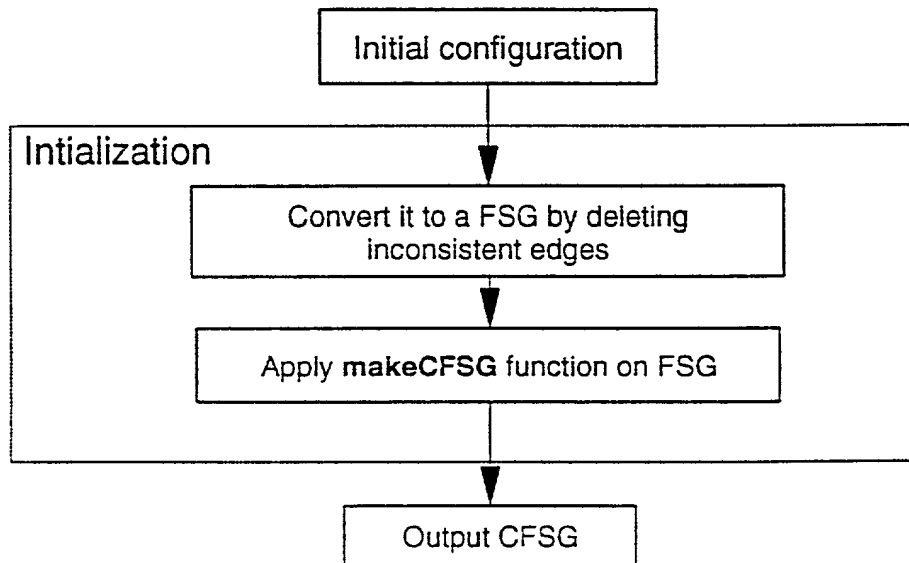 Initial configuration
Intialization
Convert it to a FSG by deleting
inconsistent edges
Apply makeCFSG function on FSG
Output CFSG